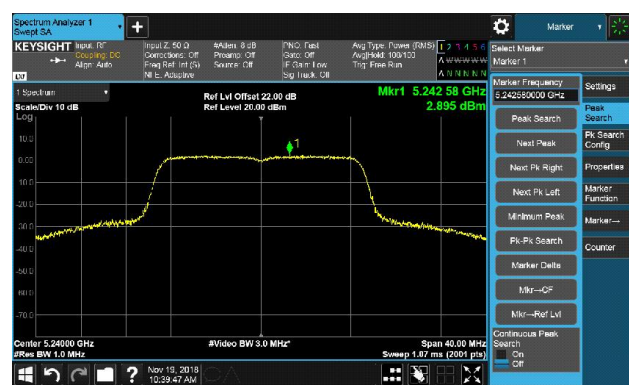 Spectrum Analyzer 1
Swept SA
Marker
KEYSIGHT
Input: RF
Coupling: DC
Align: Auto
Input Z: 50 Ω
Corrections: Off
Freq Ref: Int (S)
NFE: Adaptive
#Atten: 8 dB
Preamp: Off
Source: Off
PNO: Fast
Gate: Off
IF Gain: Low
Sig Track: Off
Avg Type: Power (RMS)
Avg|Hold: 100/100
Trig: Free Run
1 2 3 4 5 6
A W W W W W
A N N N N N
Select Marker
Marker 1
1 Spectrum
Scale/Div 10 dB
Ref Lvl Offset 22.00 dB
Ref Level 20.00 dBm
Mkr1 5.242 58 GHz
2.895 dBm
Log
10.0
0.00
-10.0
-20.0
-30.0
-40.0
-50.0
-60.0
-70.0
1
Center 5.24000 GHz
#Res BW 1.0 MHz
#Video BW 3.0 MHz*
Span 40.00 MHz
Sweep 1.07 ms (2001 pts)
Marker Frequency
5.242580000 GHz
Peak Search
Next Peak
Next Pk Right
Next Pk Left
Minimum Peak
Pk-Pk Search
Marker Delta
Mkr→CF
Mkr→Ref Lvl
Continuous Peak
Search
On
Off
Settings
Peak
Search
Pk Search
Config
Properties
Marker
Function
Marker→
Counter
?
Nov 19, 2018
10:39:47 AM